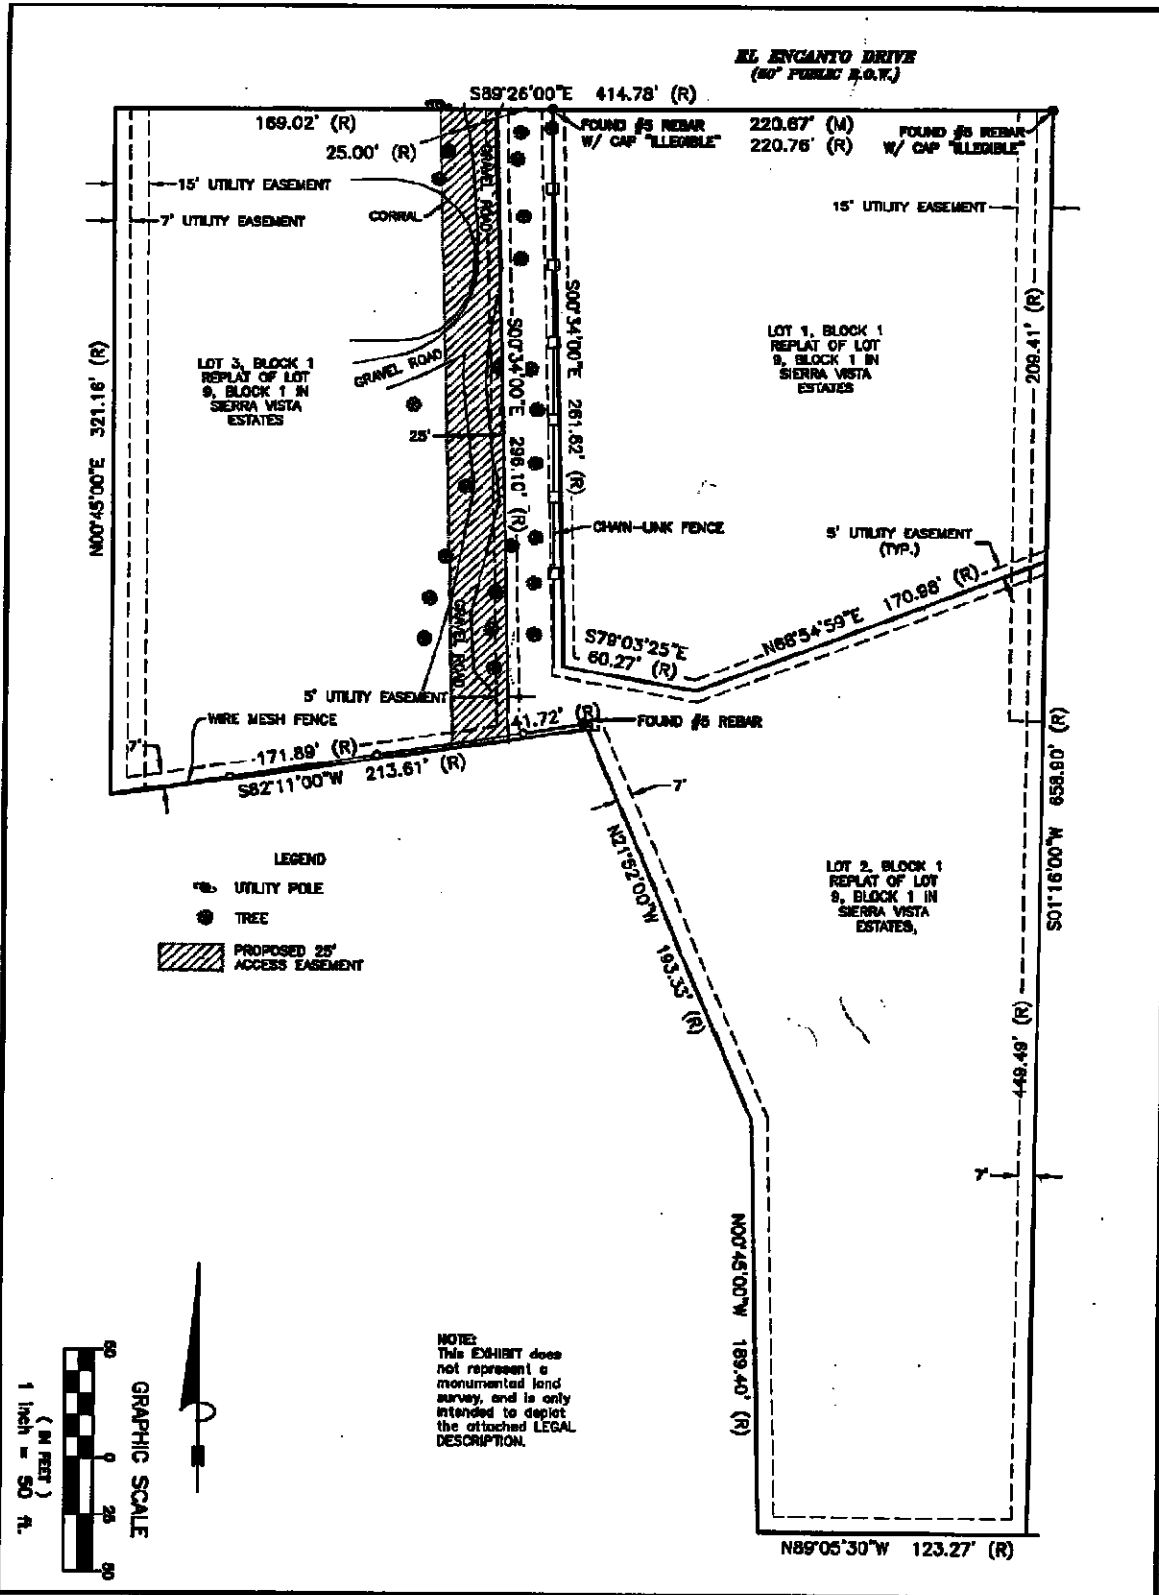 EL ENCANTO DRIVE
(60' PUBLIC R.O.W.)
S89°26'00"E 414.78' (R)
169.02' (R)
25.00' (R)
FOUND #5 REBAR
W/ CAP "ILLEGIBLE"
220.67' (M)
220.76' (R)
FOUND #5 REBAR
W/ CAP "ILLEGIBLE"
15' UTILITY EASEMENT
7' UTILITY EASEMENT
CORRAL
GRAVEL ROAD
15' UTILITY EASEMENT
N00°45'00"E 321.16' (R)
LOT 3, BLOCK 1
REPLAT OF LOT
9, BLOCK 1 IN
SIERRA VISTA
ESTATES
GRAVEL ROAD
25'
S00°34'00"E 296.10' (R)
S00°34'00"E 261.62' (R)
LOT 1, BLOCK 1
REPLAT OF LOT
9, BLOCK 1 IN
SIERRA VISTA
ESTATES
209.41' (R)
CHAIN-LINK FENCE
5' UTILITY EASEMENT
(TYP.)
S79°03'25"E
60.27' (R)
N68°54'59"E 170.98' (R)
GRAVEL ROAD
5' UTILITY EASEMENT
WIRE MESH FENCE
7'
171.89' (R)
41.72' (R)
FOUND #5 REBAR
S82°11'00"W 213.61' (R)
7'
N21°52'00"W 193.33' (R)
S01°16'00"W 658.90' (R)
LEGEND
UTILITY POLE
TREE
PROPOSED 25'
ACCESS EASEMENT
LOT 2, BLOCK 1
REPLAT OF LOT
9, BLOCK 1 IN
SIERRA VISTA
ESTATES,
449.49' (R)
7'
N00°45'00"W 189.40' (R)
NOTE:
This EXHIBIT does
not represent a
monumented land
survey, and is only
intended to depict
the attached LEGAL
DESCRIPTION.
GRAPHIC SCALE
50 0 25 50
( IN FEET )
1 inch = 50 ft.
N89°05'30"W 123.27' (R)